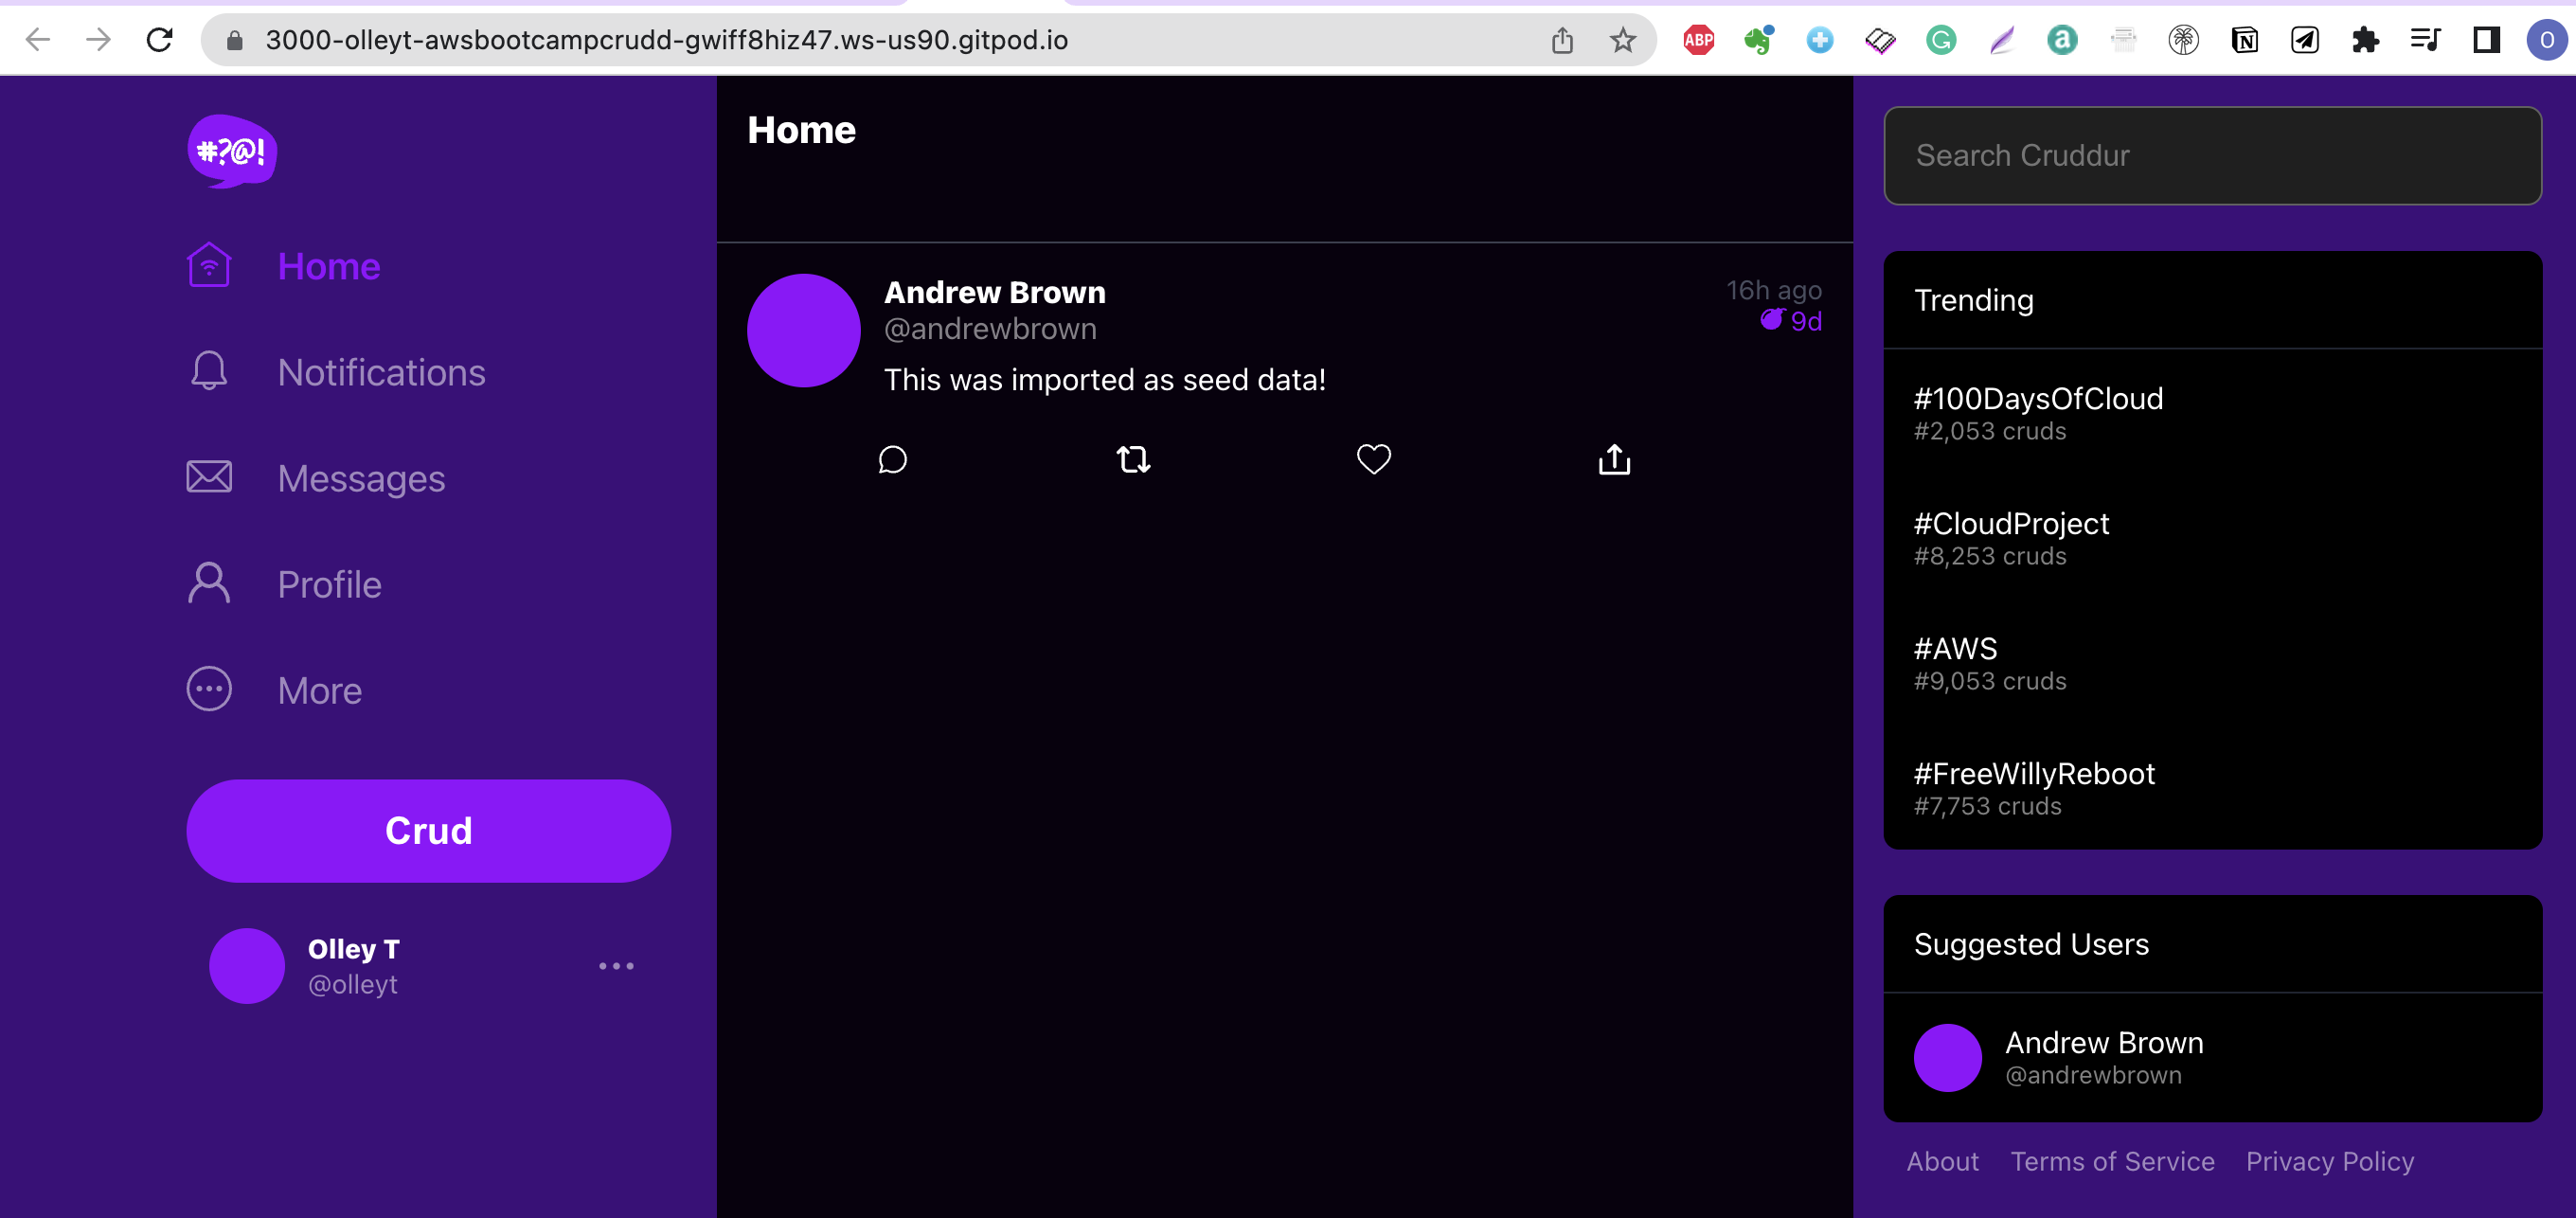 3000-olleyt-awsbootcampcrudd-gwiff8hiz47.ws-us90.gitpod.io
ABP
G
a
N
O
#?@!
Home
Notifications
Messages
Profile
More
Crud
Olley T
@olleyt
Home
Andrew Brown
@andrewbrown
16h ago
9d
This was imported as seed data!
Search Cruddur
Trending
#100DaysOfCloud
#2,053 cruds
#CloudProject
#8,253 cruds
#AWS
#9,053 cruds
#FreeWillyReboot
#7,753 cruds
Suggested Users
Andrew Brown
@andrewbrown
About Terms of Service Privacy Policy